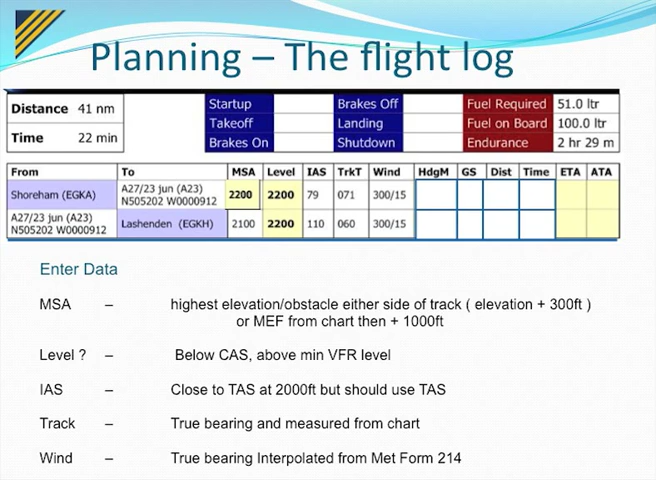 Planning – The flight log
Distance 41 nm
Time 22 min
Startup Brakes Off Fuel Required 51.0 ltr
Takeoff Landing Fuel on Board 100.0 ltr
Brakes On Shutdown Endurance 2 hr 29 m
From To MSA Level IAS TrkT Wind HdgM GS Dist Time ETA ATA
Shoreham (EGKA) A27/23 jun (A23) N505202 W0000912 2200 2200 79 071 300/15
A27/23 jun (A23) N505202 W0000912 Lashenden (EGKH) 2100 2200 110 060 300/15
Enter Data
MSA – highest elevation/obstacle either side of track ( elevation + 300ft )
or MEF from chart then + 1000ft
Level ? – Below CAS, above min VFR level
IAS – Close to TAS at 2000ft but should use TAS
Track – True bearing and measured from chart
Wind – True bearing Interpolated from Met Form 214